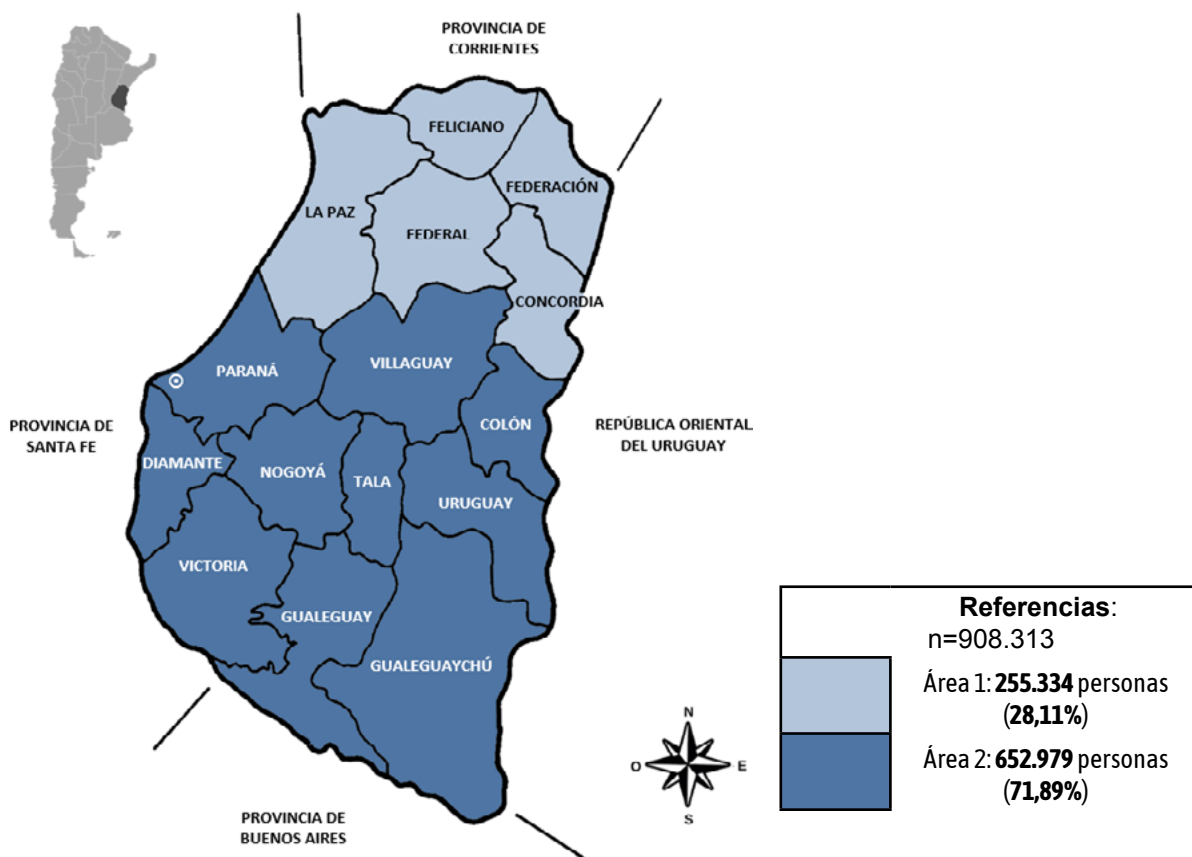 PROVINCIA DE
CORRIENTES
FELICIANO
FEDERACIÓN
LA PAZ
FEDERAL
CONCORDIA
PARANÁ
VILLAGUAY
COLÓN
PROVINCIA DE
SANTA FE
REPÚBLICA ORIENTAL
DEL URUGUAY
DIAMANTE
NOGOYÁ
TALA
URUGUAY
VICTORIA
GUALEGUAY
GUALEGUAYCHÚ
PROVINCIA DE
BUENOS AIRES
N
O
E
S
Referencias:
n=908.313
Área 1: 255.334 personas
(28,11%)
Área 2: 652.979 personas
(71,89%)